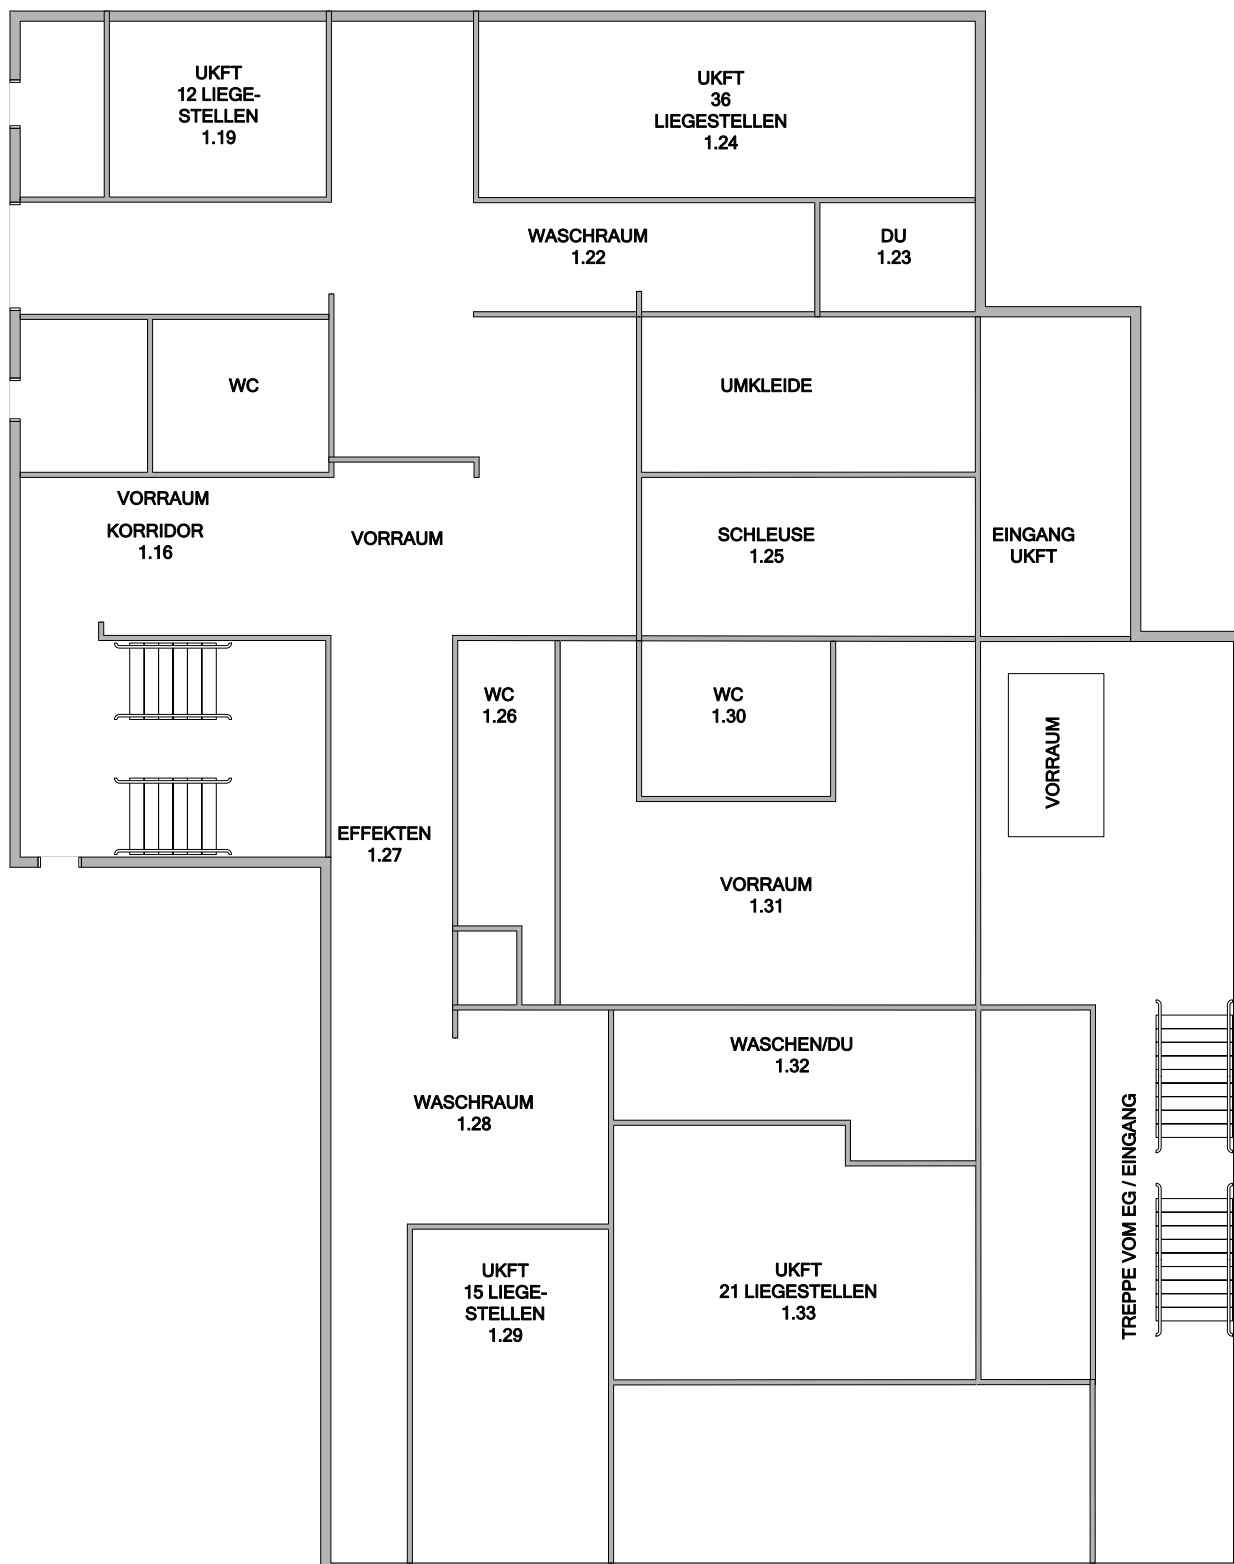 UKFT
12 LIEGE-
STELLEN
1.19
UKFT
36
LIEGESTELLEN
1.24
WASCHRAUM
1.22
DU
1.23
WC
UMKLEIDE
VORRAUM
KORRIDOR
1.16
VORRAUM
SCHLEUSE
1.25
EINGANG
UKFT
WC
1.26
WC
1.30
VORRAUM
EFFEKTEN
1.27
VORRAUM
1.31
WASCHEN/DU
1.32
WASCHRAUM
1.28
TREPPE VOM EG / EINGANG
UKFT
15 LIEGE-
STELLEN
1.29
UKFT
21 LIEGESTELLEN
1.33